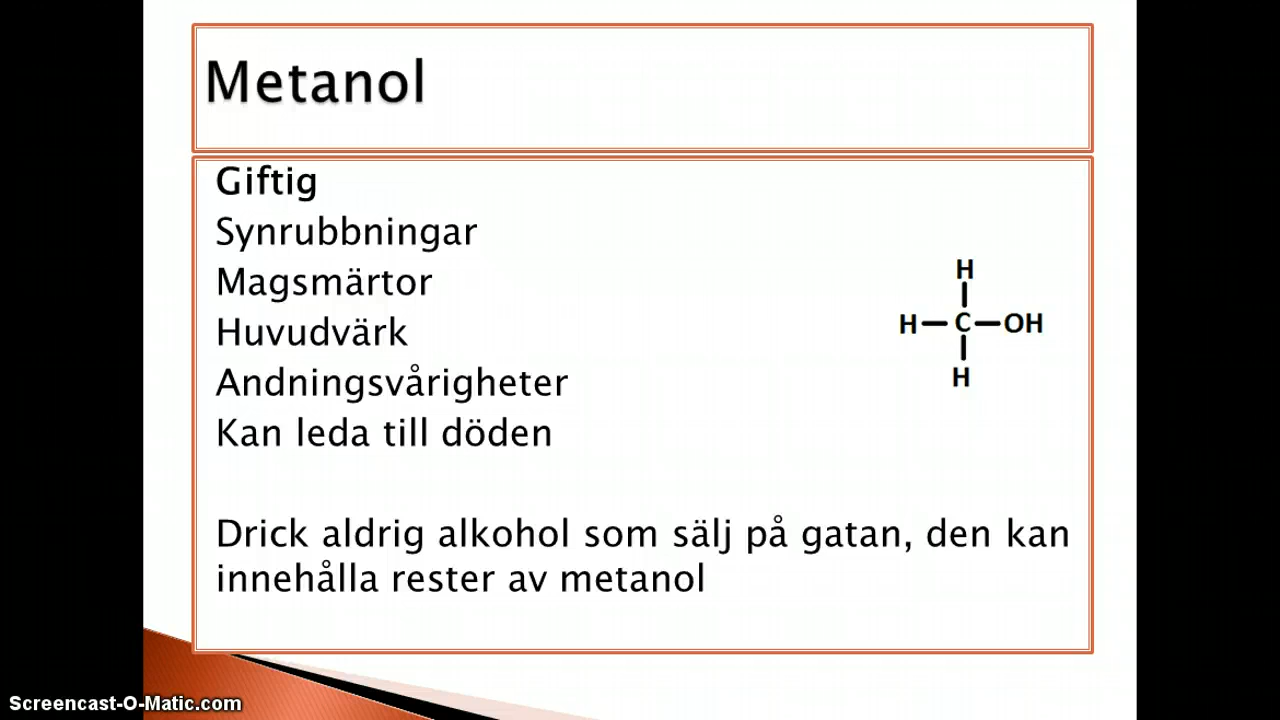 Metanol
Giftig
Synrubbningar
Magsmärtor
Huvudvärk
Andningsvårigheter
Kan leda till döden
Drick aldrig alkohol som sälj på gatan, den kan
innehålla rester av metanol
H
H C OH
H
Screencast-O-Matic.com